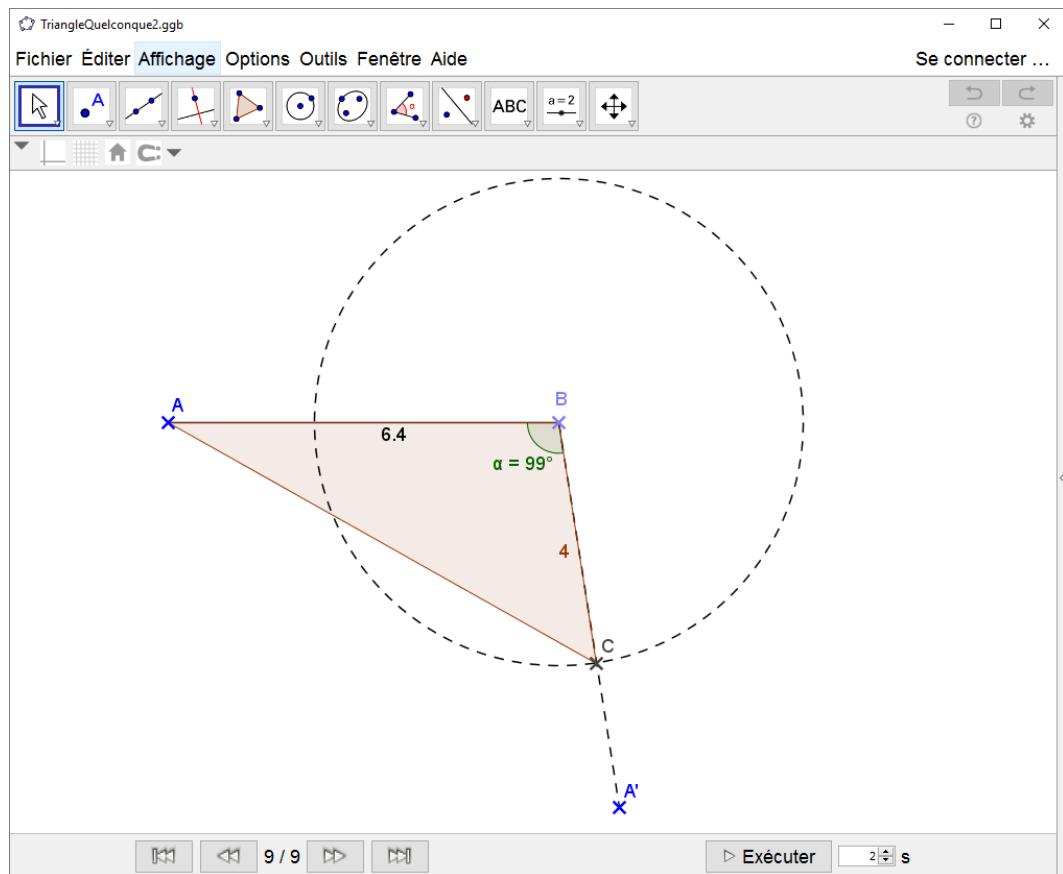 TriangleQuelconque2.ggb
Fichier Éditer Affichage Options Outils Fenêtre Aide Se connecter ...
A α ABC a = 2
A
B
6.4
α = 99°
4
C
A'
9 / 9 Exécuter 2 s